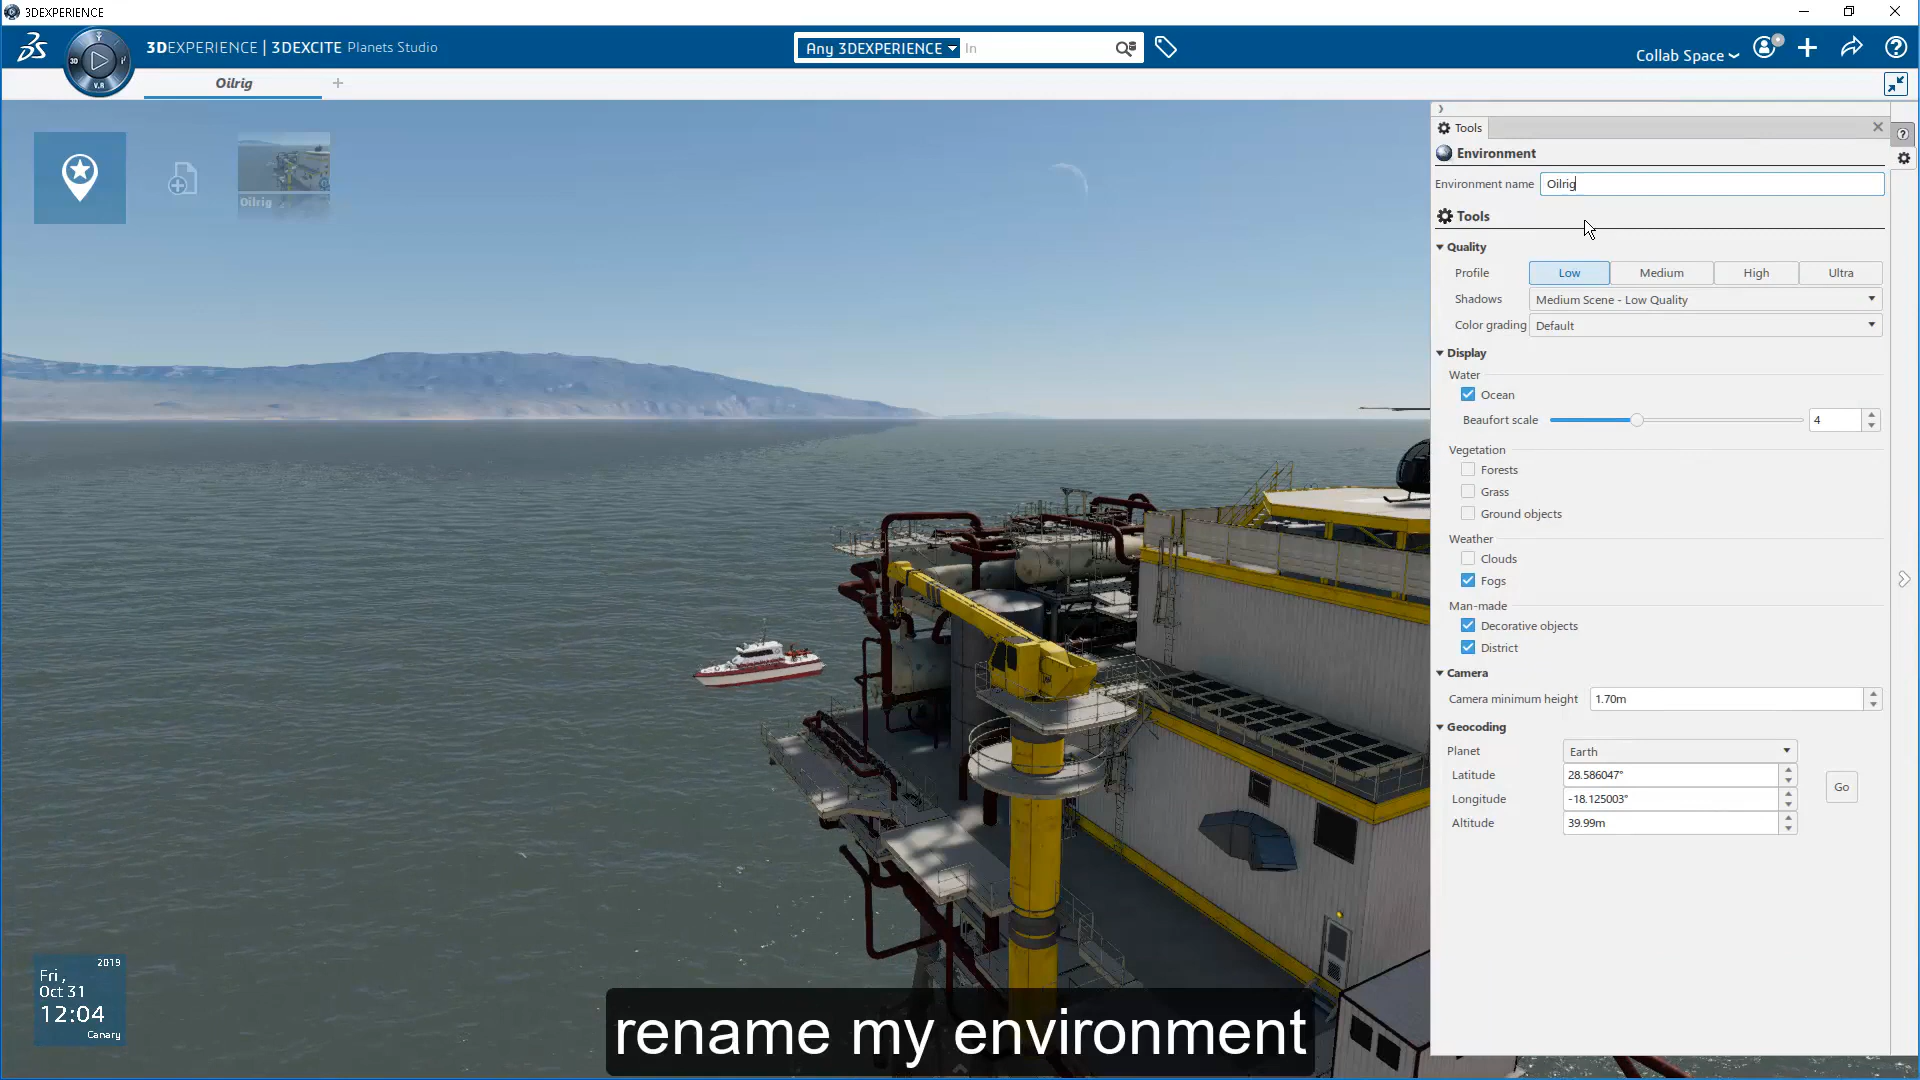 3DEXPERIENCE
3DEXPERIENCE | 3DEXCITE Planets Studio
3D
V.R
Any 3DEXPERIENCE
In
Collab Space
Oilrig
Oilrig
Tools
Environment
Environment name
Oilrig
Tools
Quality
Profile
Low
Medium
High
Ultra
Shadows
Medium Scene - Low Quality
Color grading
Default
Display
Water
Ocean
Beaufort scale
4
Vegetation
Forests
Grass
Ground objects
Weather
Clouds
Fogs
Man-made
Decorative objects
District
Camera
Camera minimum height
1.70m
Geocoding
Planet
Earth
Latitude
28.586047°
Longitude
-18.125003°
Go
Altitude
39.99m
2019
Fri ,
Oct 31
12:04
Canary
rename my environment